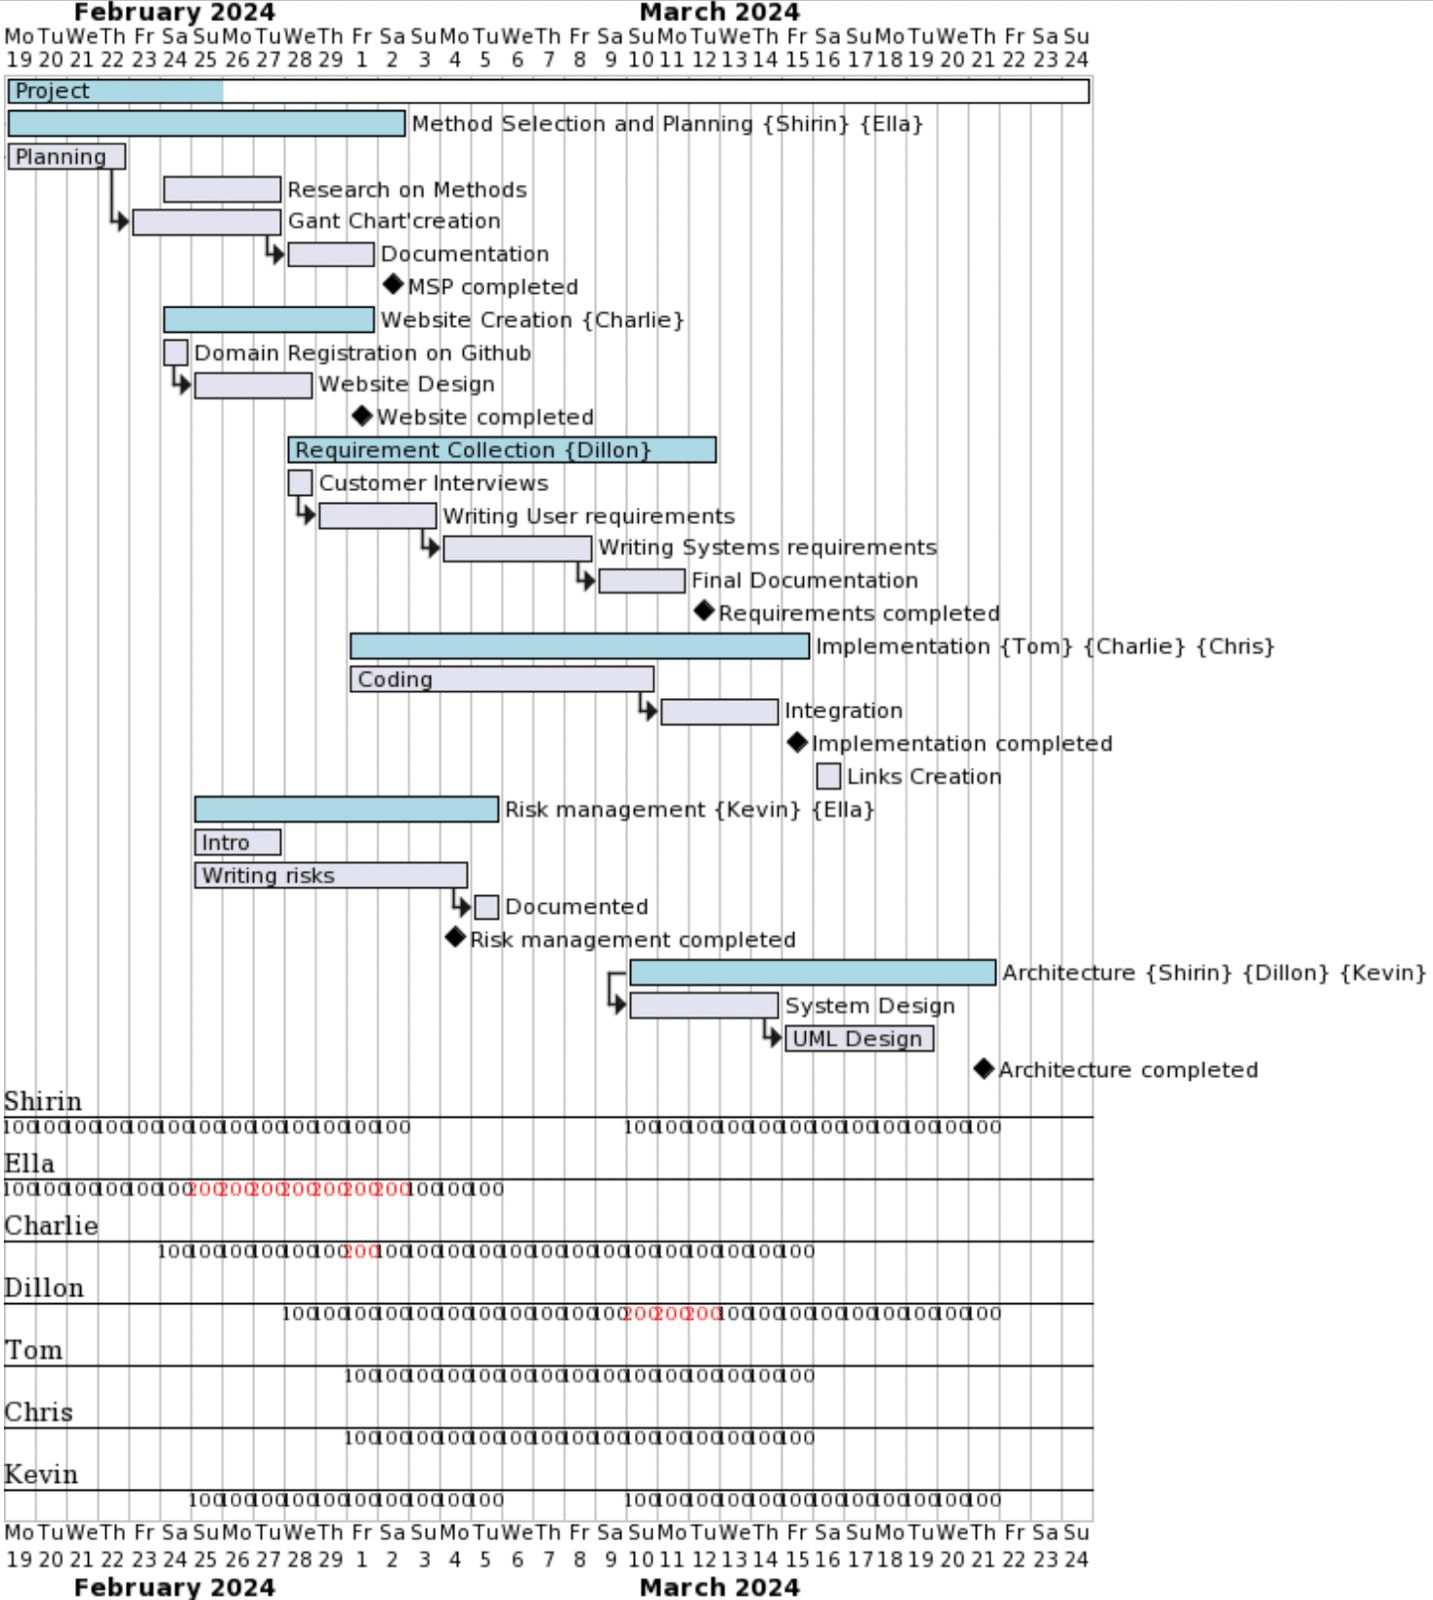 February 2024 March 2024
Mo Tu We Th Fr Sa Su Mo Tu We Th Fr Sa Su Mo Tu We Th Fr Sa Su Mo Tu We Th Fr Sa Su Mo Tu We Th Fr Sa Su
19 20 21 22 23 24 25 26 27 28 29 1 2 3 4 5 6 7 8 9 10 11 12 13 14 15 16 17 18 19 20 21 22 23 24
Project
Method Selection and Planning {Shirin} {Ella}
Planning
Research on Methods
Gant Chart'creation
Documentation
MSP completed
Website Creation {Charlie}
Domain Registration on Github
Website Design
Website completed
Requirement Collection {Dillon}
Customer Interviews
Writing User requirements
Writing Systems requirements
Final Documentation
Requirements completed
Implementation {Tom} {Charlie} {Chris}
Coding
Integration
Implementation completed
Links Creation
Risk management {Kevin} {Ella}
Intro
Writing risks
Documented
Risk management completed
Architecture {Shirin} {Dillon} {Kevin}
System Design
UML Design
Architecture completed
Shirin
100 100 100 100 100 100 100 100 100 100 100 100 100 100 100 100 100 100 100 100 100 100 100 100 100
Ella
100 100 100 100 100 100 200 200 200 200 200 200 200 100 100 100
Charlie
100 100 100 100 100 100 200 100 100 100 100 100 100 100 100 100 100 100 100 100 100
Dillon
100 100 100 100 100 100 100 100 100 100 100 200 200 200 100 100 100 100 100 100 100 100 100
Tom
100 100 100 100 100 100 100 100 100 100 100 100 100 100 100
Chris
100 100 100 100 100 100 100 100 100 100 100 100 100 100 100
Kevin
100 100 100 100 100 100 100 100 100 100 100 100 100 100 100 100 100 100 100 100 100 100
Mo Tu We Th Fr Sa Su Mo Tu We Th Fr Sa Su Mo Tu We Th Fr Sa Su Mo Tu We Th Fr Sa Su Mo Tu We Th Fr Sa Su
19 20 21 22 23 24 25 26 27 28 29 1 2 3 4 5 6 7 8 9 10 11 12 13 14 15 16 17 18 19 20 21 22 23 24
February 2024 March 2024